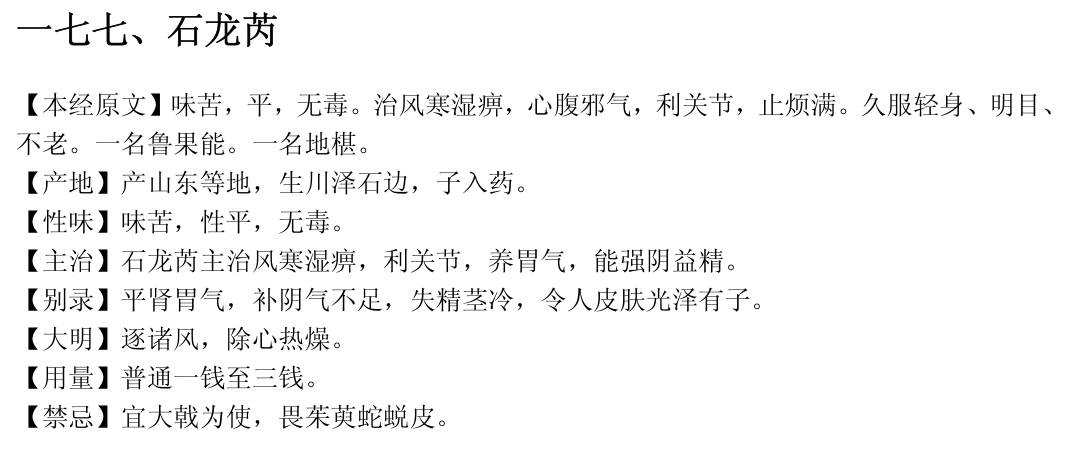 一七七、石龙芮
【本经原文】味苦，平，无毒。治风寒湿痹，心腹邪气，利关节，止烦满。久服轻身、明目、
不老。一名鲁果能。一名地椹。
【产地】产山东等地，生川泽石边，子入药。
【性味】味苦，性平，无毒。
【主治】石龙芮主治风寒湿痹，利关节，养胃气，能强阴益精。
【别录】平肾胃气，补阴气不足，失精茎冷，令人皮肤光泽有子。
【大明】逐诸风，除心热燥。
【用量】普通一钱至三钱。
【禁忌】宜大戟为使，畏茱萸蛇蜕皮。